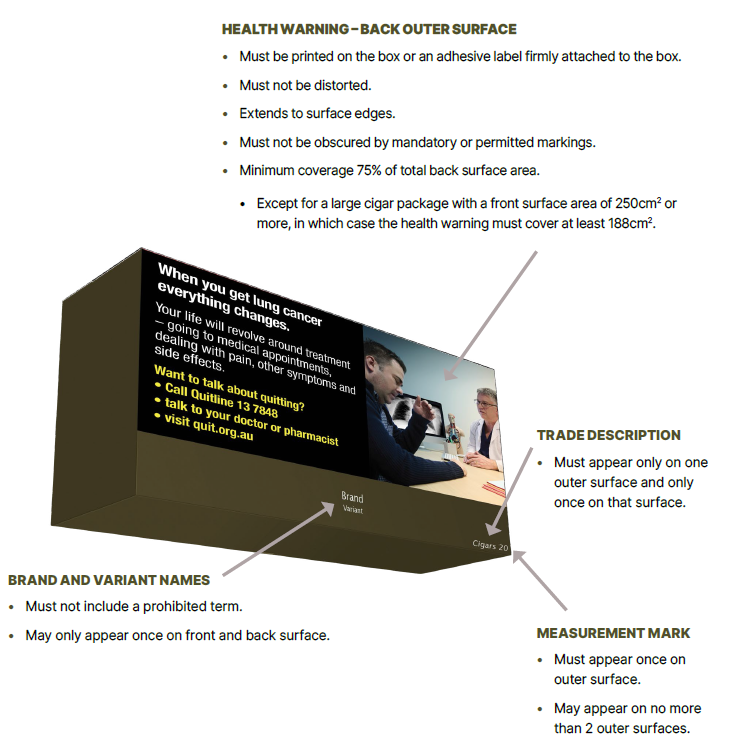 HEALTH WARNING – BACK OUTER SURFACE
• Must be printed on the box or an adhesive label firmly attached to the box.
• Must not be distorted.
• Extends to surface edges.
• Must not be obscured by mandatory or permitted markings.
• Minimum coverage 75% of total back surface area.
• Except for a large cigar package with a front surface area of 250cm² or
more, in which case the health warning must cover at least 188cm².
When you get lung cancer
everything changes.
Your life will revolve around treatment
– going to medical appointments,
dealing with pain, other symptoms and
side effects.
Want to talk about quitting?
• Call Quitline 13 7848
• talk to your doctor or pharmacist
• visit quit.org.au
Brand
Variant
Cigars 20
TRADE DESCRIPTION
• Must appear only on one
outer surface and only
once on that surface.
BRAND AND VARIANT NAMES
• Must not include a prohibited term.
• May only appear once on front and back surface.
MEASUREMENT MARK
• Must appear once on
outer surface.
• May appear on no more
than 2 outer surfaces.